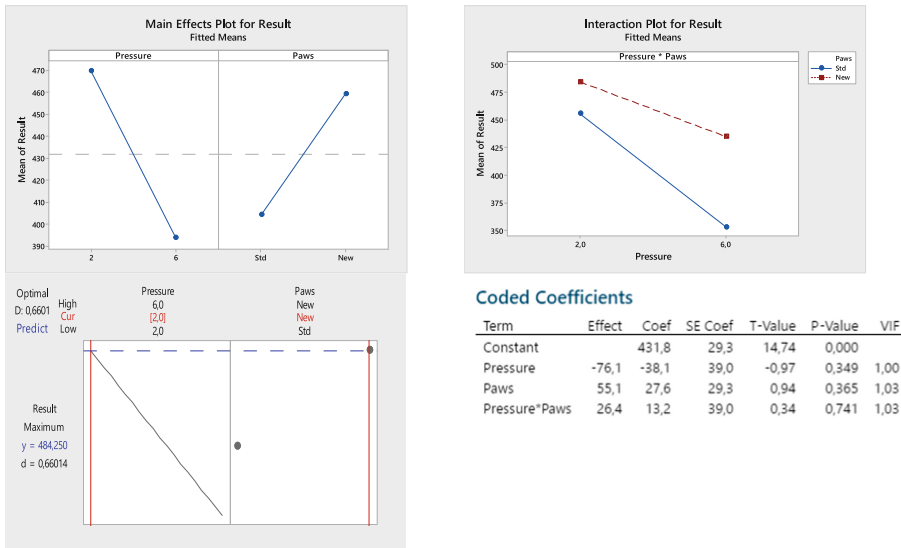 Main Effects Plot for Result
Fitted Means
Pressure Paws
Mean of Result
470
460
450
440
430
420
410
400
390
2 6 Std New
Interaction Plot for Result
Fitted Means
Pressure * Paws
Paws
Std
New
Mean of Result
500
475
450
425
400
375
350
2,0 6,0
Pressure
Optimal
D: 0,6601
Predict
High
Cur
Low
Pressure
6,0
[2,0]
2,0
Paws
New
New
Std
Result
Maximum
y = 484,250
d = 0,66014
Coded Coefficients
Term Effect Coef SE Coef T-Value P-Value VIF
Constant 431,8 29,3 14,74 0,000
Pressure -76,1 -38,1 39,0 -0,97 0,349 1,00
Paws 55,1 27,6 29,3 0,94 0,365 1,03
Pressure*Paws 26,4 13,2 39,0 0,34 0,741 1,03